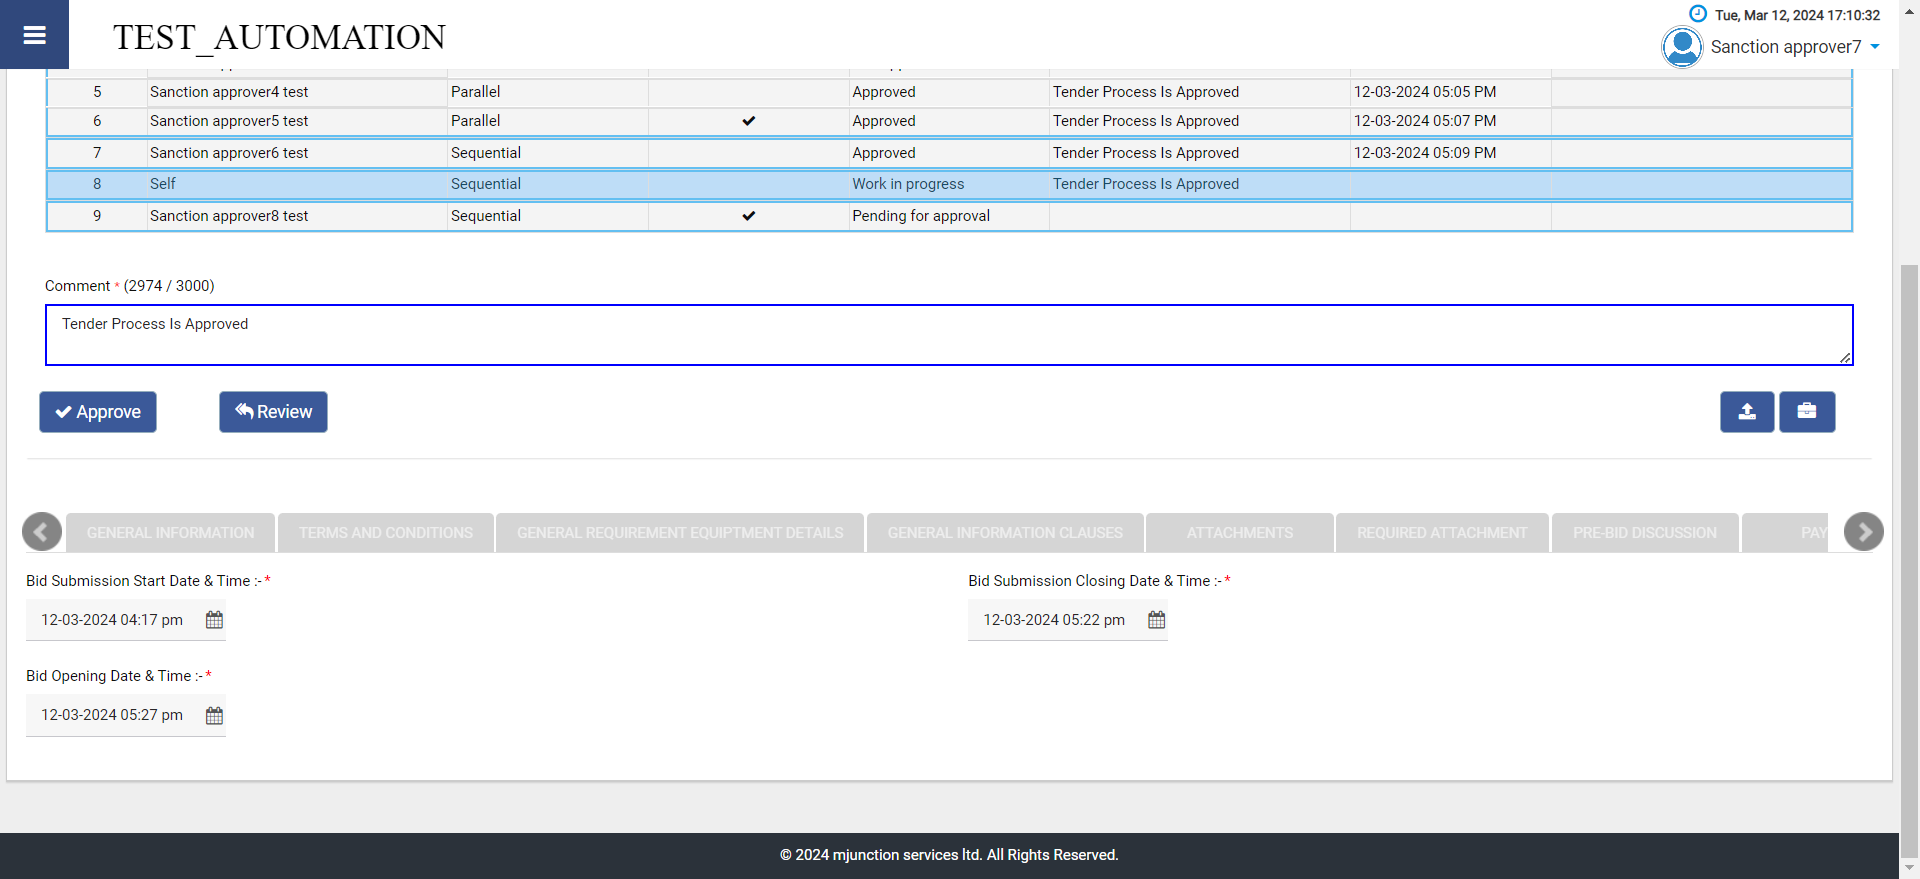 TEST_AUTOMATION
Tue, Mar 12, 2024 17:10:32
Sanction approver7
5 Sanction approver4 test Parallel Approved Tender Process Is Approved 12-03-2024 05:05 PM
6 Sanction approver5 test Parallel Approved Tender Process Is Approved 12-03-2024 05:07 PM
7 Sanction approver6 test Sequential Approved Tender Process Is Approved 12-03-2024 05:09 PM
8 Self Sequential Work in progress Tender Process Is Approved
9 Sanction approver8 test Sequential Pending for approval
Comment * (2974 / 3000)
Tender Process Is Approved
Approve Review
GENERAL INFORMATION TERMS AND CONDITIONS GENERAL REQUIREMENT EQUIPTMENT DETAILS GENERAL INFORMATION CLAUSES ATTACHMENTS REQUIRED ATTACHMENT PRE-BID DISCUSSION PAY
Bid Submission Start Date & Time :- * Bid Submission Closing Date & Time :- *
12-03-2024 04:17 pm 12-03-2024 05:22 pm
Bid Opening Date & Time :- *
12-03-2024 05:27 pm
© 2024 mjunction services ltd. All Rights Reserved.